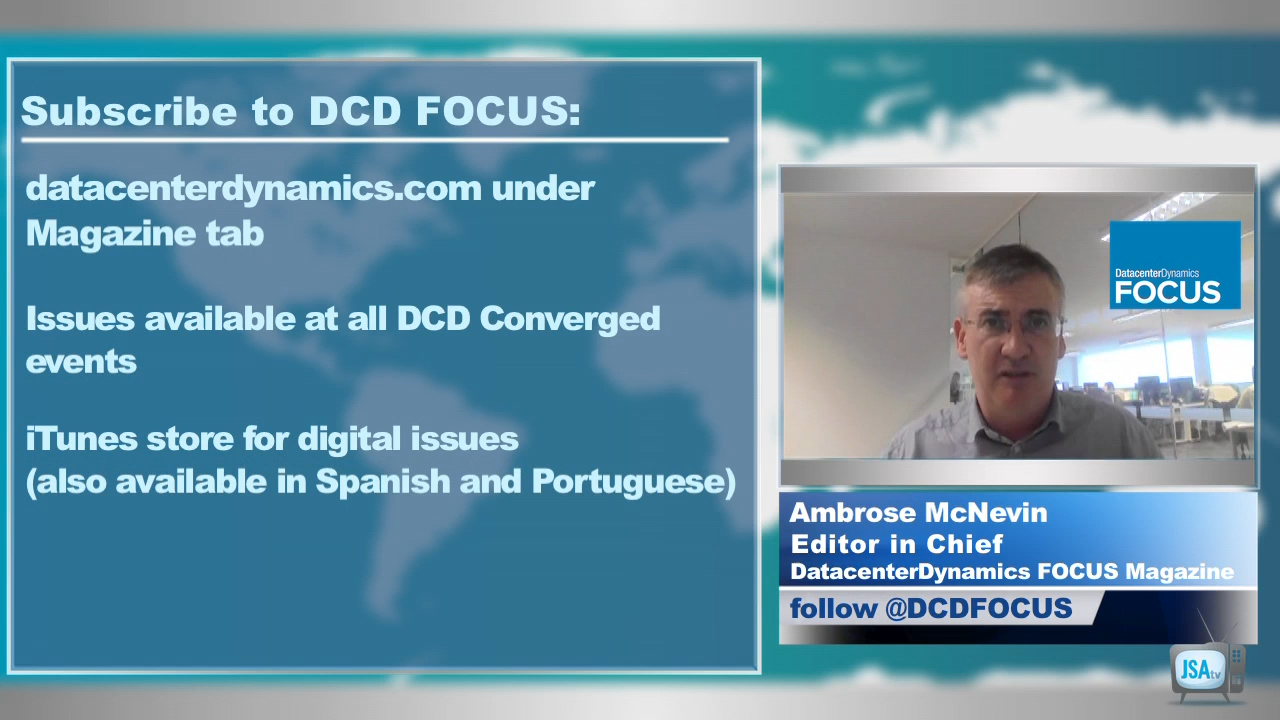 Subscribe to DCD FOCUS:
datacenterdynamics.com under
Magazine tab
Issues available at all DCD Converged
events
iTunes store for digital issues
(also available in Spanish and Portuguese)
DatacenterDynamics
FOCUS
Ambrose McNevin
Editor in Chief
DatacenterDynamics FOCUS Magazine
follow @DCDFOCUS
JSAtv